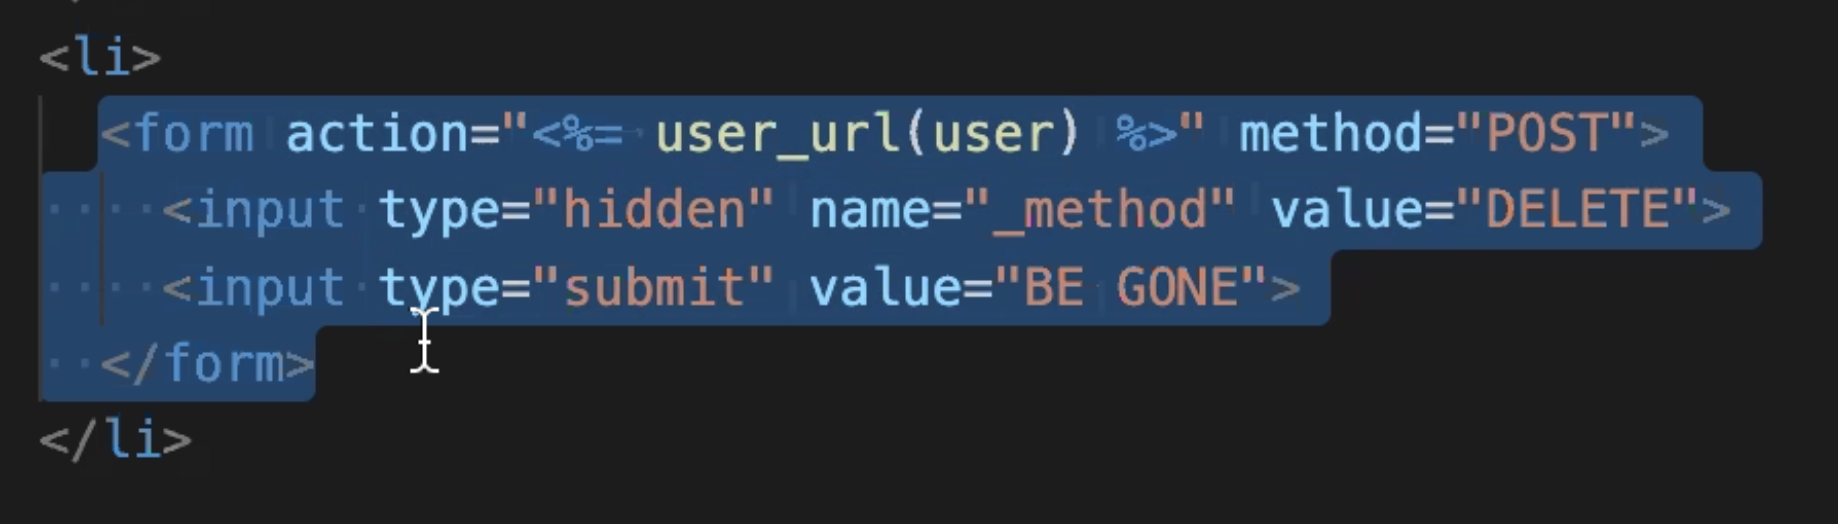 <li>
<form action="<%= user_url(user) %>" method="POST">
<input type="hidden" name="_method" value="DELETE">
<input type="submit" value="BE GONE">
</form>
</li>